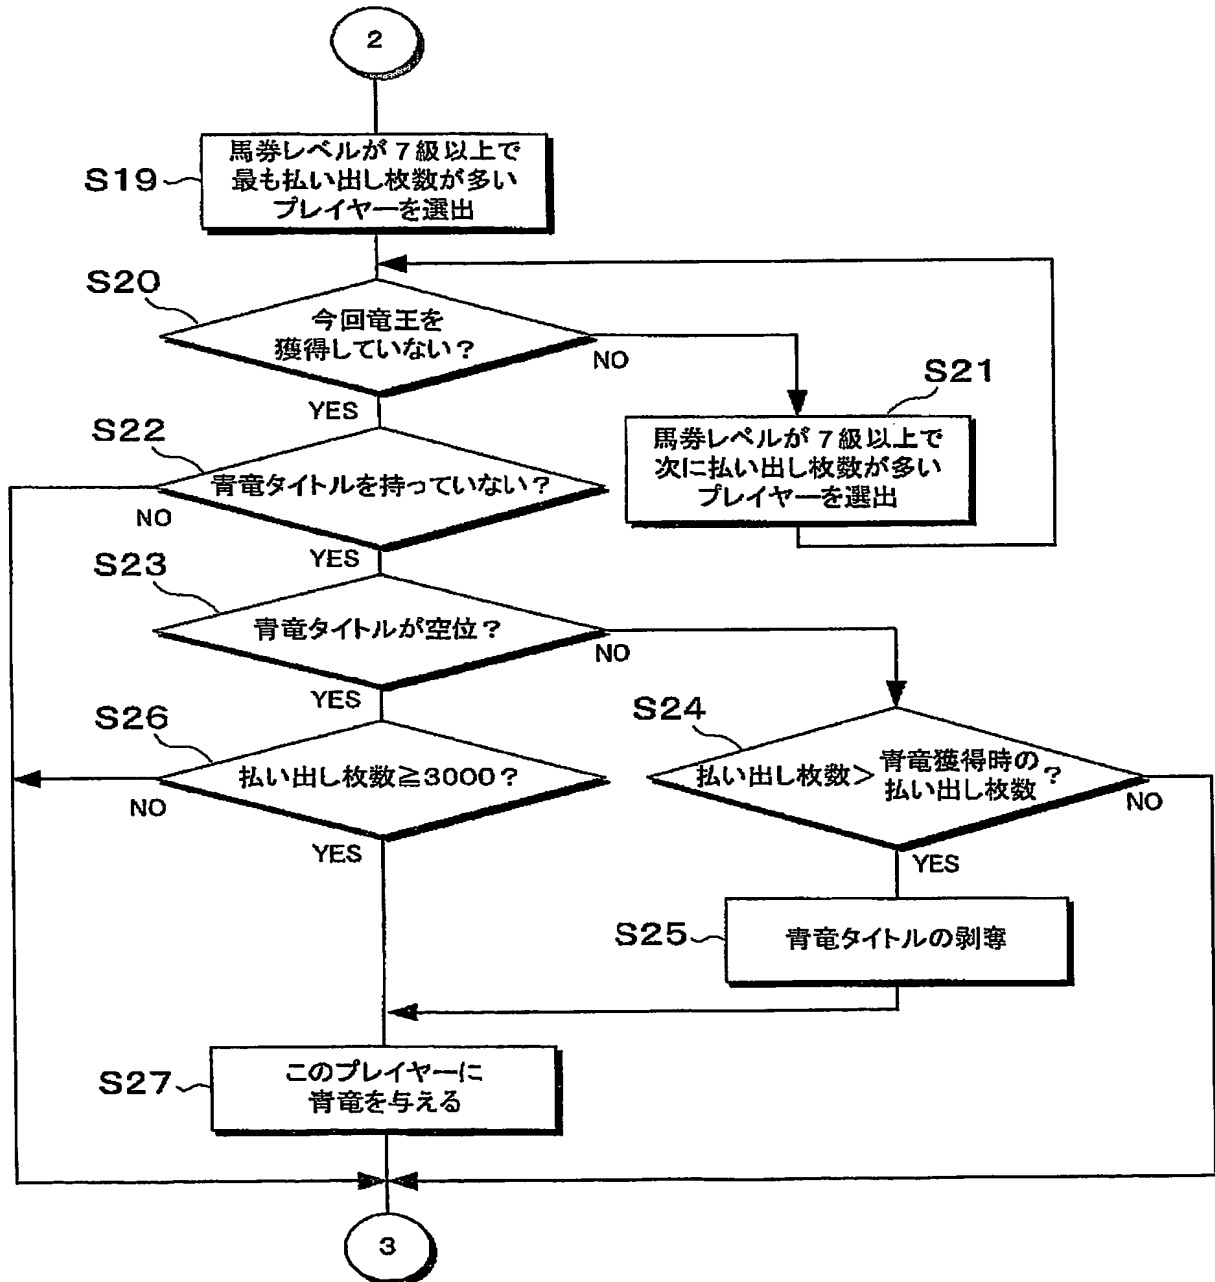 2
S19
馬券レベルが7級以上で
最も払い出し枚数が多い
プレイヤーを選出
S20
今回竜王を
獲得していない？
NO
YES
S21
馬券レベルが7級以上で
次に払い出し枚数が多い
プレイヤーを選出
S22
青竜タイトルを持っていない？
NO
YES
S23
青竜タイトルが空位？
NO
YES
S26
払い出し枚数≧3000？
NO
YES
S24
払い出し枚数＞青竜獲得時の
払い出し枚数？
NO
YES
S25
青竜タイトルの剥奪
S27
このプレイヤーに
青竜を与える
3